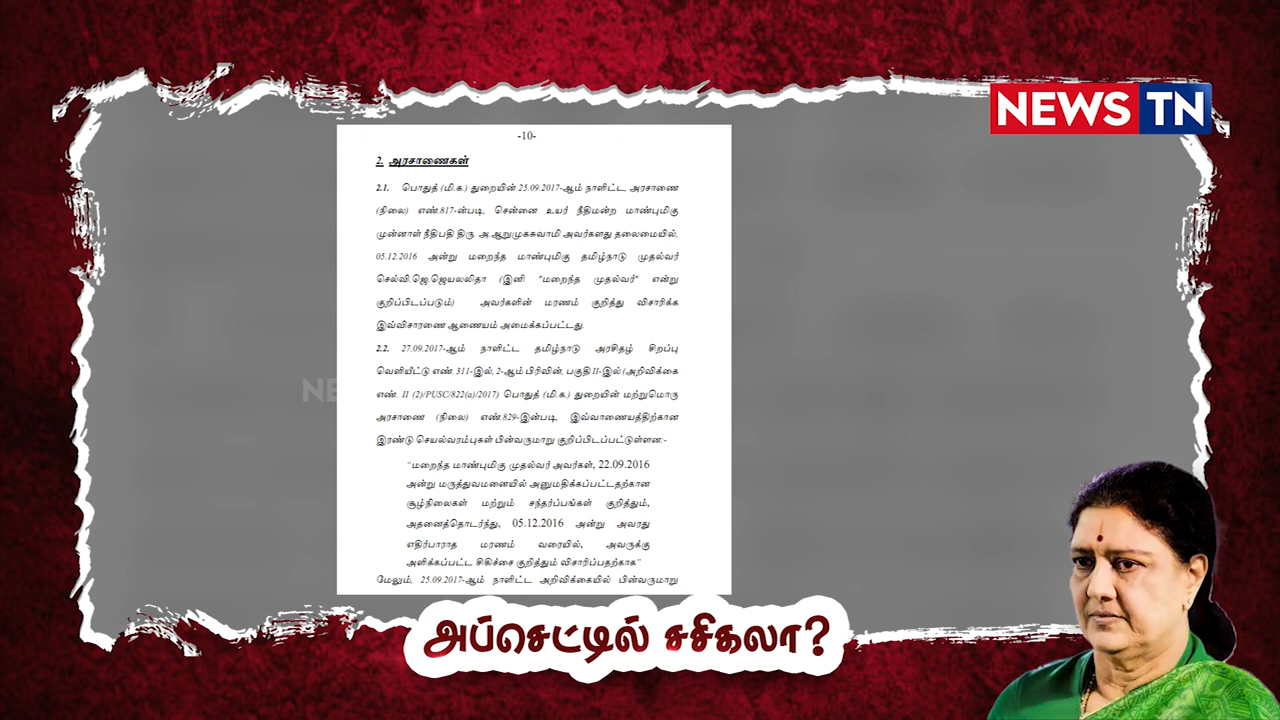 NEWS TN
-10-
2. அரசாணைகள்
2.1. பொதுத் (மி.க.) துறையின் 25.09.2017-ஆம் நாளிட்ட, அரசாணை
(நிலை) எண்.817-ன்படி, சென்னை உயர் நீதிமன்ற மாண்புமிகு
முன்னாள் நீதிபதி திரு. அ.ஆறுமுகசுவாமி அவர்களது தலைமையில்,
05.12.2016 அன்று மறைந்த மாண்புமிகு தமிழ்நாடு முதல்வர்
செல்வி.ஜெ.ஜெயலலிதா (இனி "மறைந்த முதல்வர்" என்று
குறிப்பிடப்படும்) அவர்களின் மரணம் குறித்து விசாரிக்க
இவ்விசாரணை ஆணையம் அமைக்கப்பட்டது.
2.2. 27.09.2017-ஆம் நாளிட்ட தமிழ்நாடு அரசிதழ் சிறப்பு
வெளியீட்டு எண். 311-இல், 2-ஆம் பிரிவின், பகுதி II-இல் (அறிவிக்கை
எண். II (2)/PUSC/822(a)/2017) பொதுத் (மி.க.) துறையின் மற்றுமொரு
அரசாணை (நிலை) எண்.829-இன்படி, இவ்வாணையத்திற்கான
இரண்டு செயல்வரம்புகள் பின்வருமாறு குறிப்பிடப்பட்டுள்ளன:-
"மறைந்த மாண்புமிகு முதல்வர் அவர்கள், 22.09.2016
அன்று மருத்துவமனையில் அனுமதிக்கப்பட்டதற்கான
சூழ்நிலைகள் மற்றும் சந்தர்ப்பங்கள் குறித்தும்,
அதனைத்தொடர்ந்து, 05.12.2016 அன்று அவரது
எதிர்பாராத மரணம் வரையில், அவருக்கு
அளிக்கப்பட்ட சிகிச்சை குறித்தும் விசாரிப்பதற்காக"
மேலும், 25.09.2017-ஆம் நாளிட்ட அறிவிக்கையில் பின்வருமாறு
அப்செட்டில் சசிகலா?